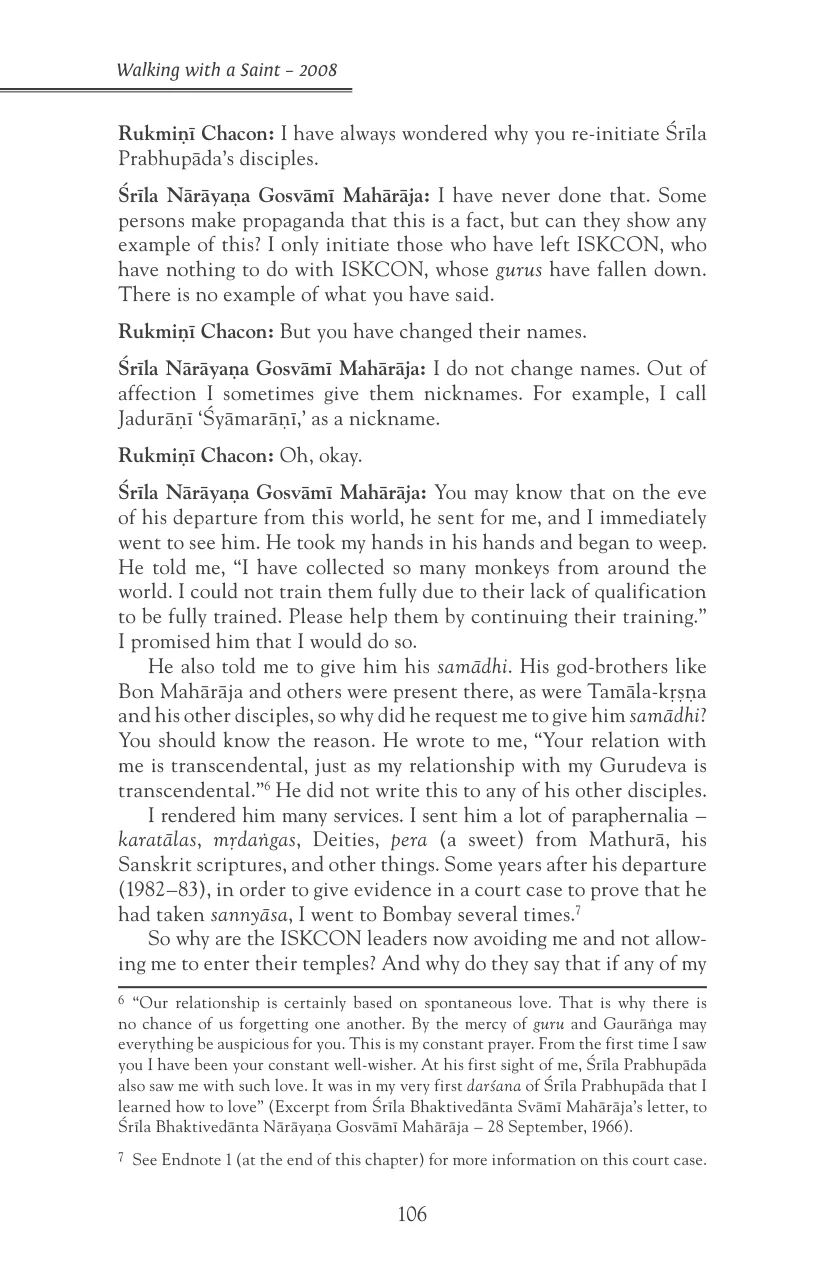 Walking with a Saint – 2008
Rukmiṇī Chacon: I have always wondered why you re-initiate Śrīla
Prabhupāda’s disciples.
Śrīla Nārāyaṇa Gosvāmī Mahārāja: I have never done that. Some
persons make propaganda that this is a fact, but can they show any
example of this? I only initiate those who have left ISKCON, who
have nothing to do with ISKCON, whose gurus have fallen down.
There is no example of what you have said.
Rukmiṇī Chacon: But you have changed their names.
Śrīla Nārāyaṇa Gosvāmī Mahārāja: I do not change names. Out of
affection I sometimes give them nicknames. For example, I call
Jadurāṇī ‘Śyāmarāṇī,’ as a nickname.
Rukmiṇī Chacon: Oh, okay.
Śrīla Nārāyaṇa Gosvāmī Mahārāja: You may know that on the eve
of his departure from this world, he sent for me, and I immediately
went to see him. He took my hands in his hands and began to weep.
He told me, “I have collected so many monkeys from around the
world. I could not train them fully due to their lack of qualification
to be fully trained. Please help them by continuing their training.”
I promised him that I would do so.
He also told me to give him his samādhi. His god-brothers like
Bon Mahārāja and others were present there, as were Tamāla-kṛṣṇa
and his other disciples, so why did he request me to give him samādhi?
You should know the reason. He wrote to me, “Your relation with
me is transcendental, just as my relationship with my Gurudeva is
transcendental.”6 He did not write this to any of his other disciples.
I rendered him many services. I sent him a lot of paraphernalia –
karatālas, mṛdaṅgas, Deities, pera (a sweet) from Mathurā, his
Sanskrit scriptures, and other things. Some years after his departure
(1982–83), in order to give evidence in a court case to prove that he
had taken sannyāsa, I went to Bombay several times.7
So why are the ISKCON leaders now avoiding me and not allow-
ing me to enter their temples? And why do they say that if any of my
6 “Our relationship is certainly based on spontaneous love. That is why there is
no chance of us forgetting one another. By the mercy of guru and Gaurāṅga may
everything be auspicious for you. This is my constant prayer. From the first time I saw
you I have been your constant well-wisher. At his first sight of me, Śrīla Prabhupāda
also saw me with such love. It was in my very first darśana of Śrīla Prabhupāda that I
learned how to love” (Excerpt from Śrīla Bhaktivedānta Svāmī Mahārāja’s letter, to
Śrīla Bhaktivedānta Nārāyaṇa Gosvāmī Mahārāja – 28 September, 1966).
7 See Endnote 1 (at the end of this chapter) for more information on this court case.
106